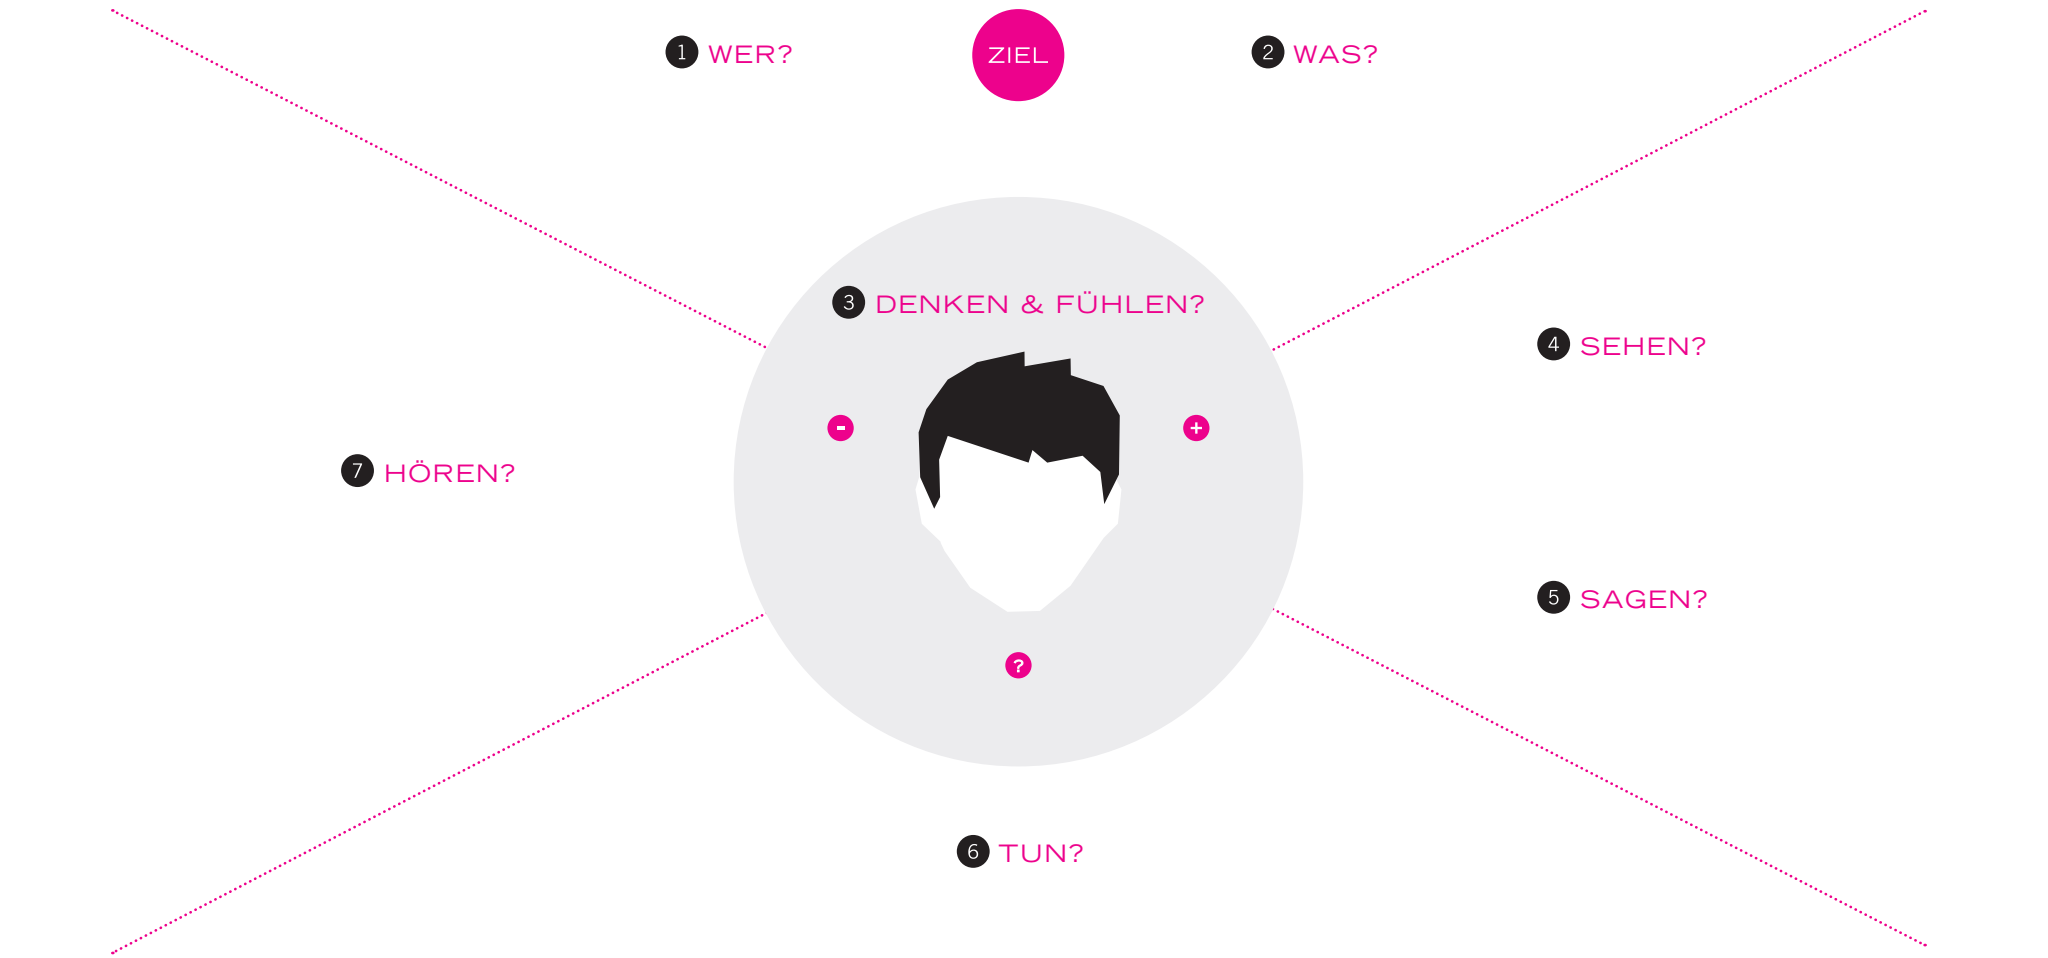 1 WER?
ZIEL
2 WAS?
3 DENKEN & FÜHLEN?
4 SEHEN?
-
+
7 HÖREN?
5 SAGEN?
?
6 TUN?